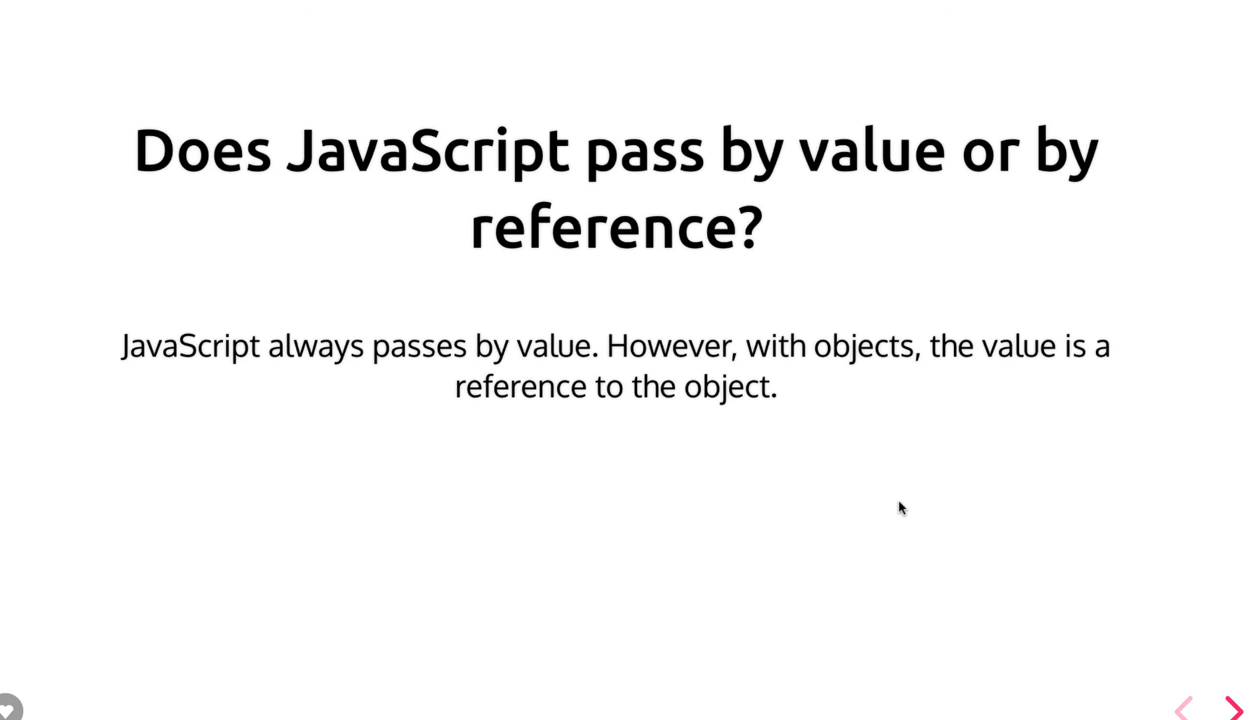 Does JavaScript pass by value or by
reference?
JavaScript always passes by value. However, with objects, the value is a
reference to the object.